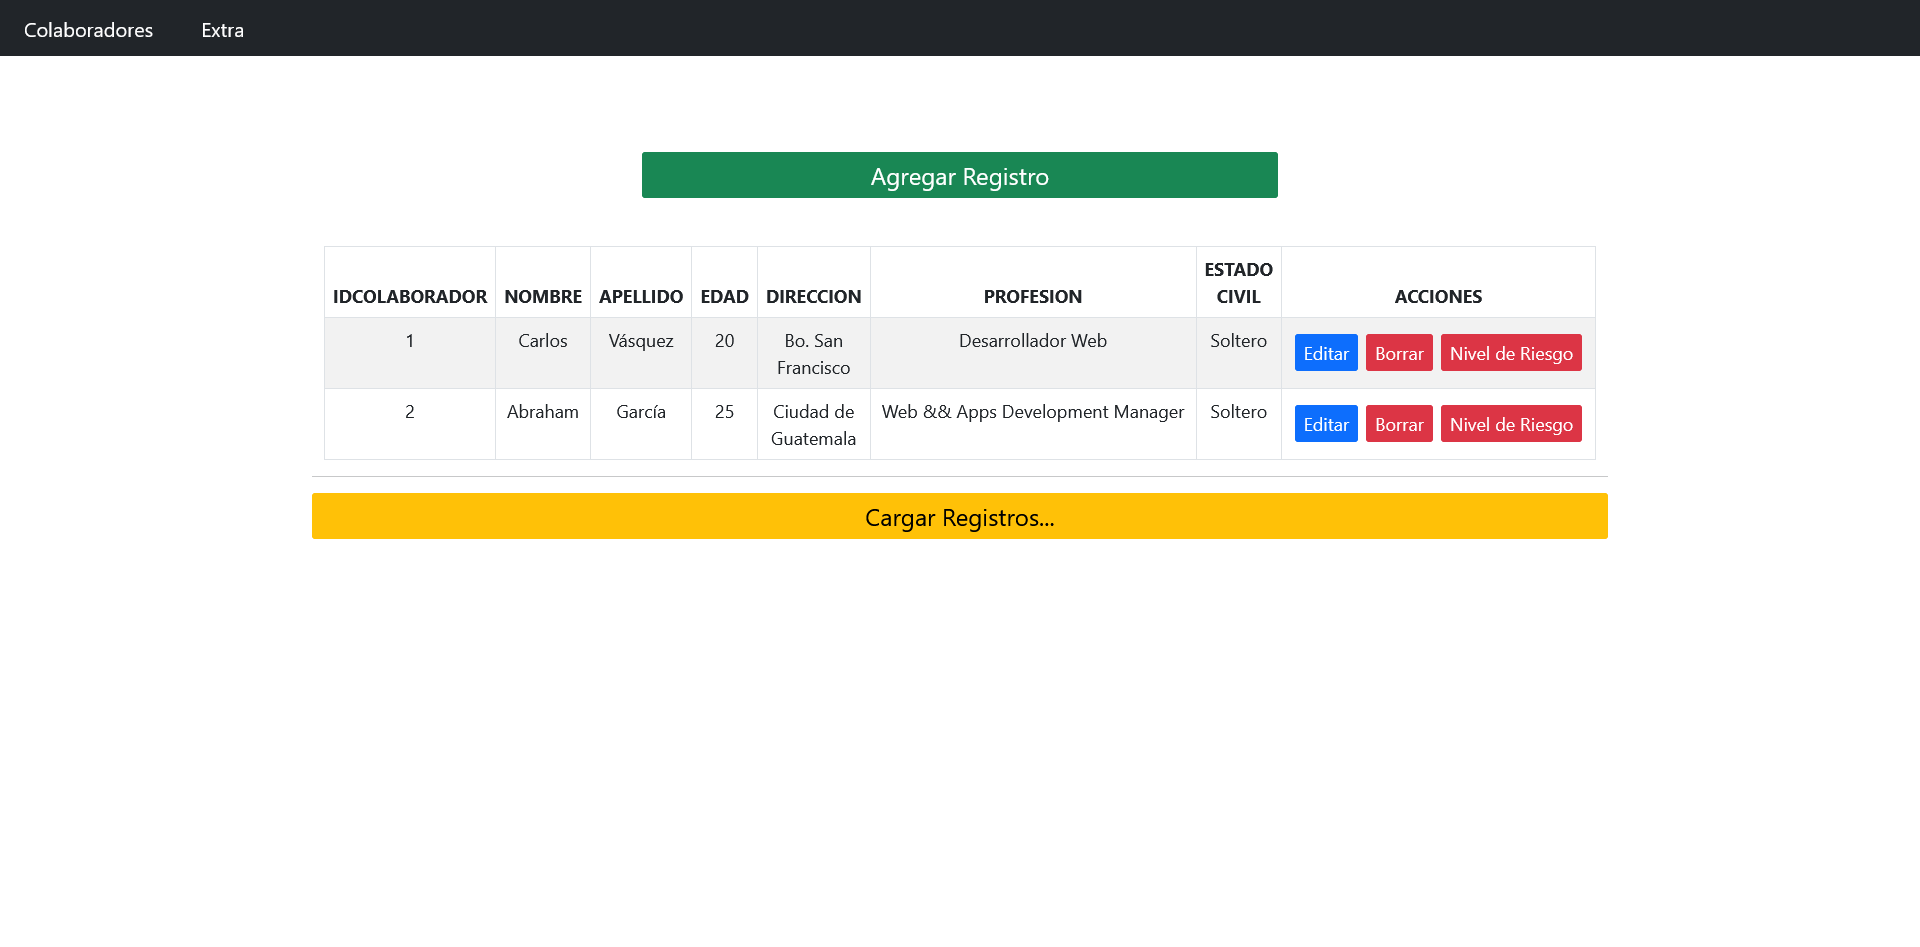 Colaboradores Extra
Agregar Registro
IDCOLABORADOR NOMBRE APELLIDO EDAD DIRECCION PROFESION ESTADO CIVIL ACCIONES
1 Carlos Vásquez 20 Bo. San Francisco Desarrollador Web Soltero Editar Borrar Nivel de Riesgo
2 Abraham García 25 Ciudad de Guatemala Web && Apps Development Manager Soltero Editar Borrar Nivel de Riesgo
Cargar Registros...